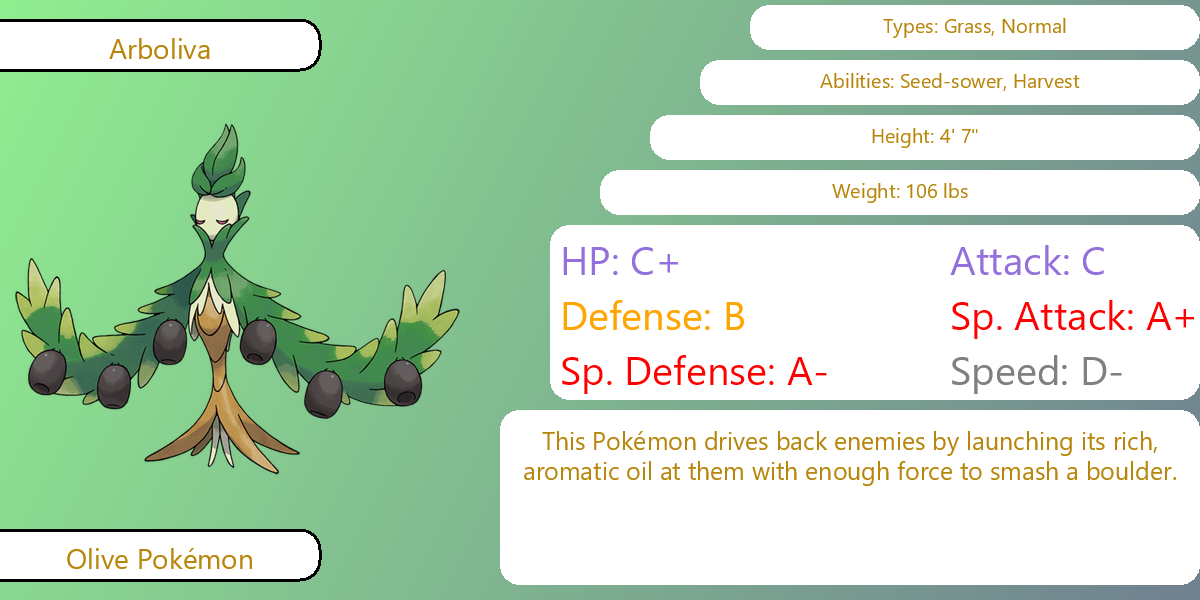 Arboliva
Types: Grass, Normal
Abilities: Seed-sower, Harvest
Height: 4' 7"
Weight: 106 lbs
HP: C+
Attack: C
Defense: B
Sp. Attack: A+
Sp. Defense: A-
Speed: D-
This Pokémon drives back enemies by launching its rich,
aromatic oil at them with enough force to smash a boulder.
Olive Pokémon